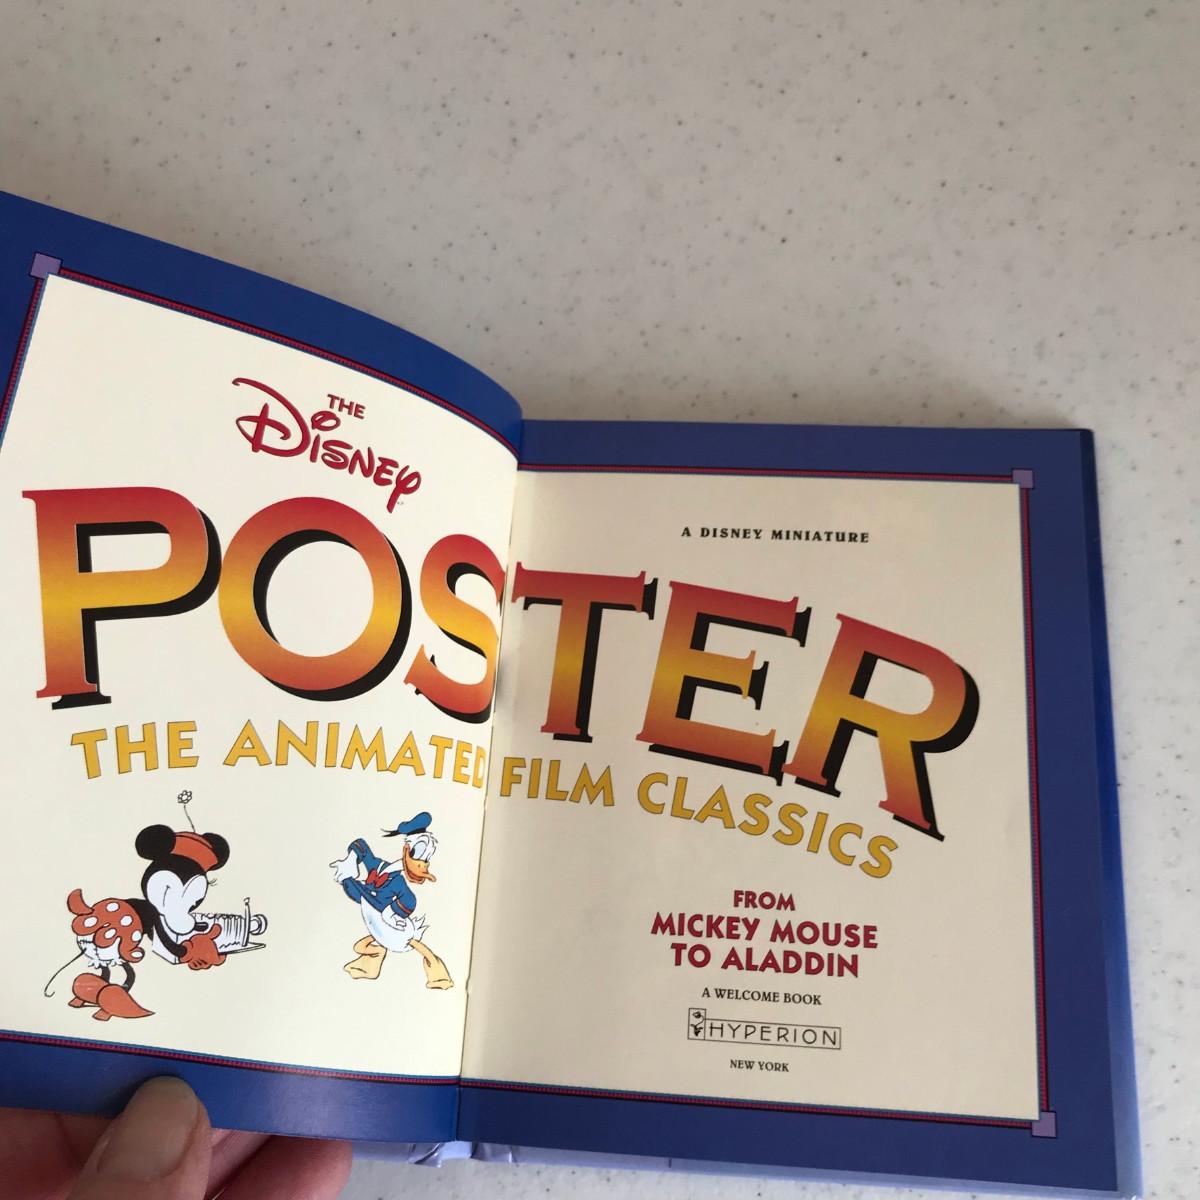 THE
Disney
A DISNEY MINIATURE
POSTER
THE ANIMATED FILM CLASSICS
FROM
MICKEY MOUSE
TO ALADDIN
A WELCOME BOOK
HYPERION
NEW YORK